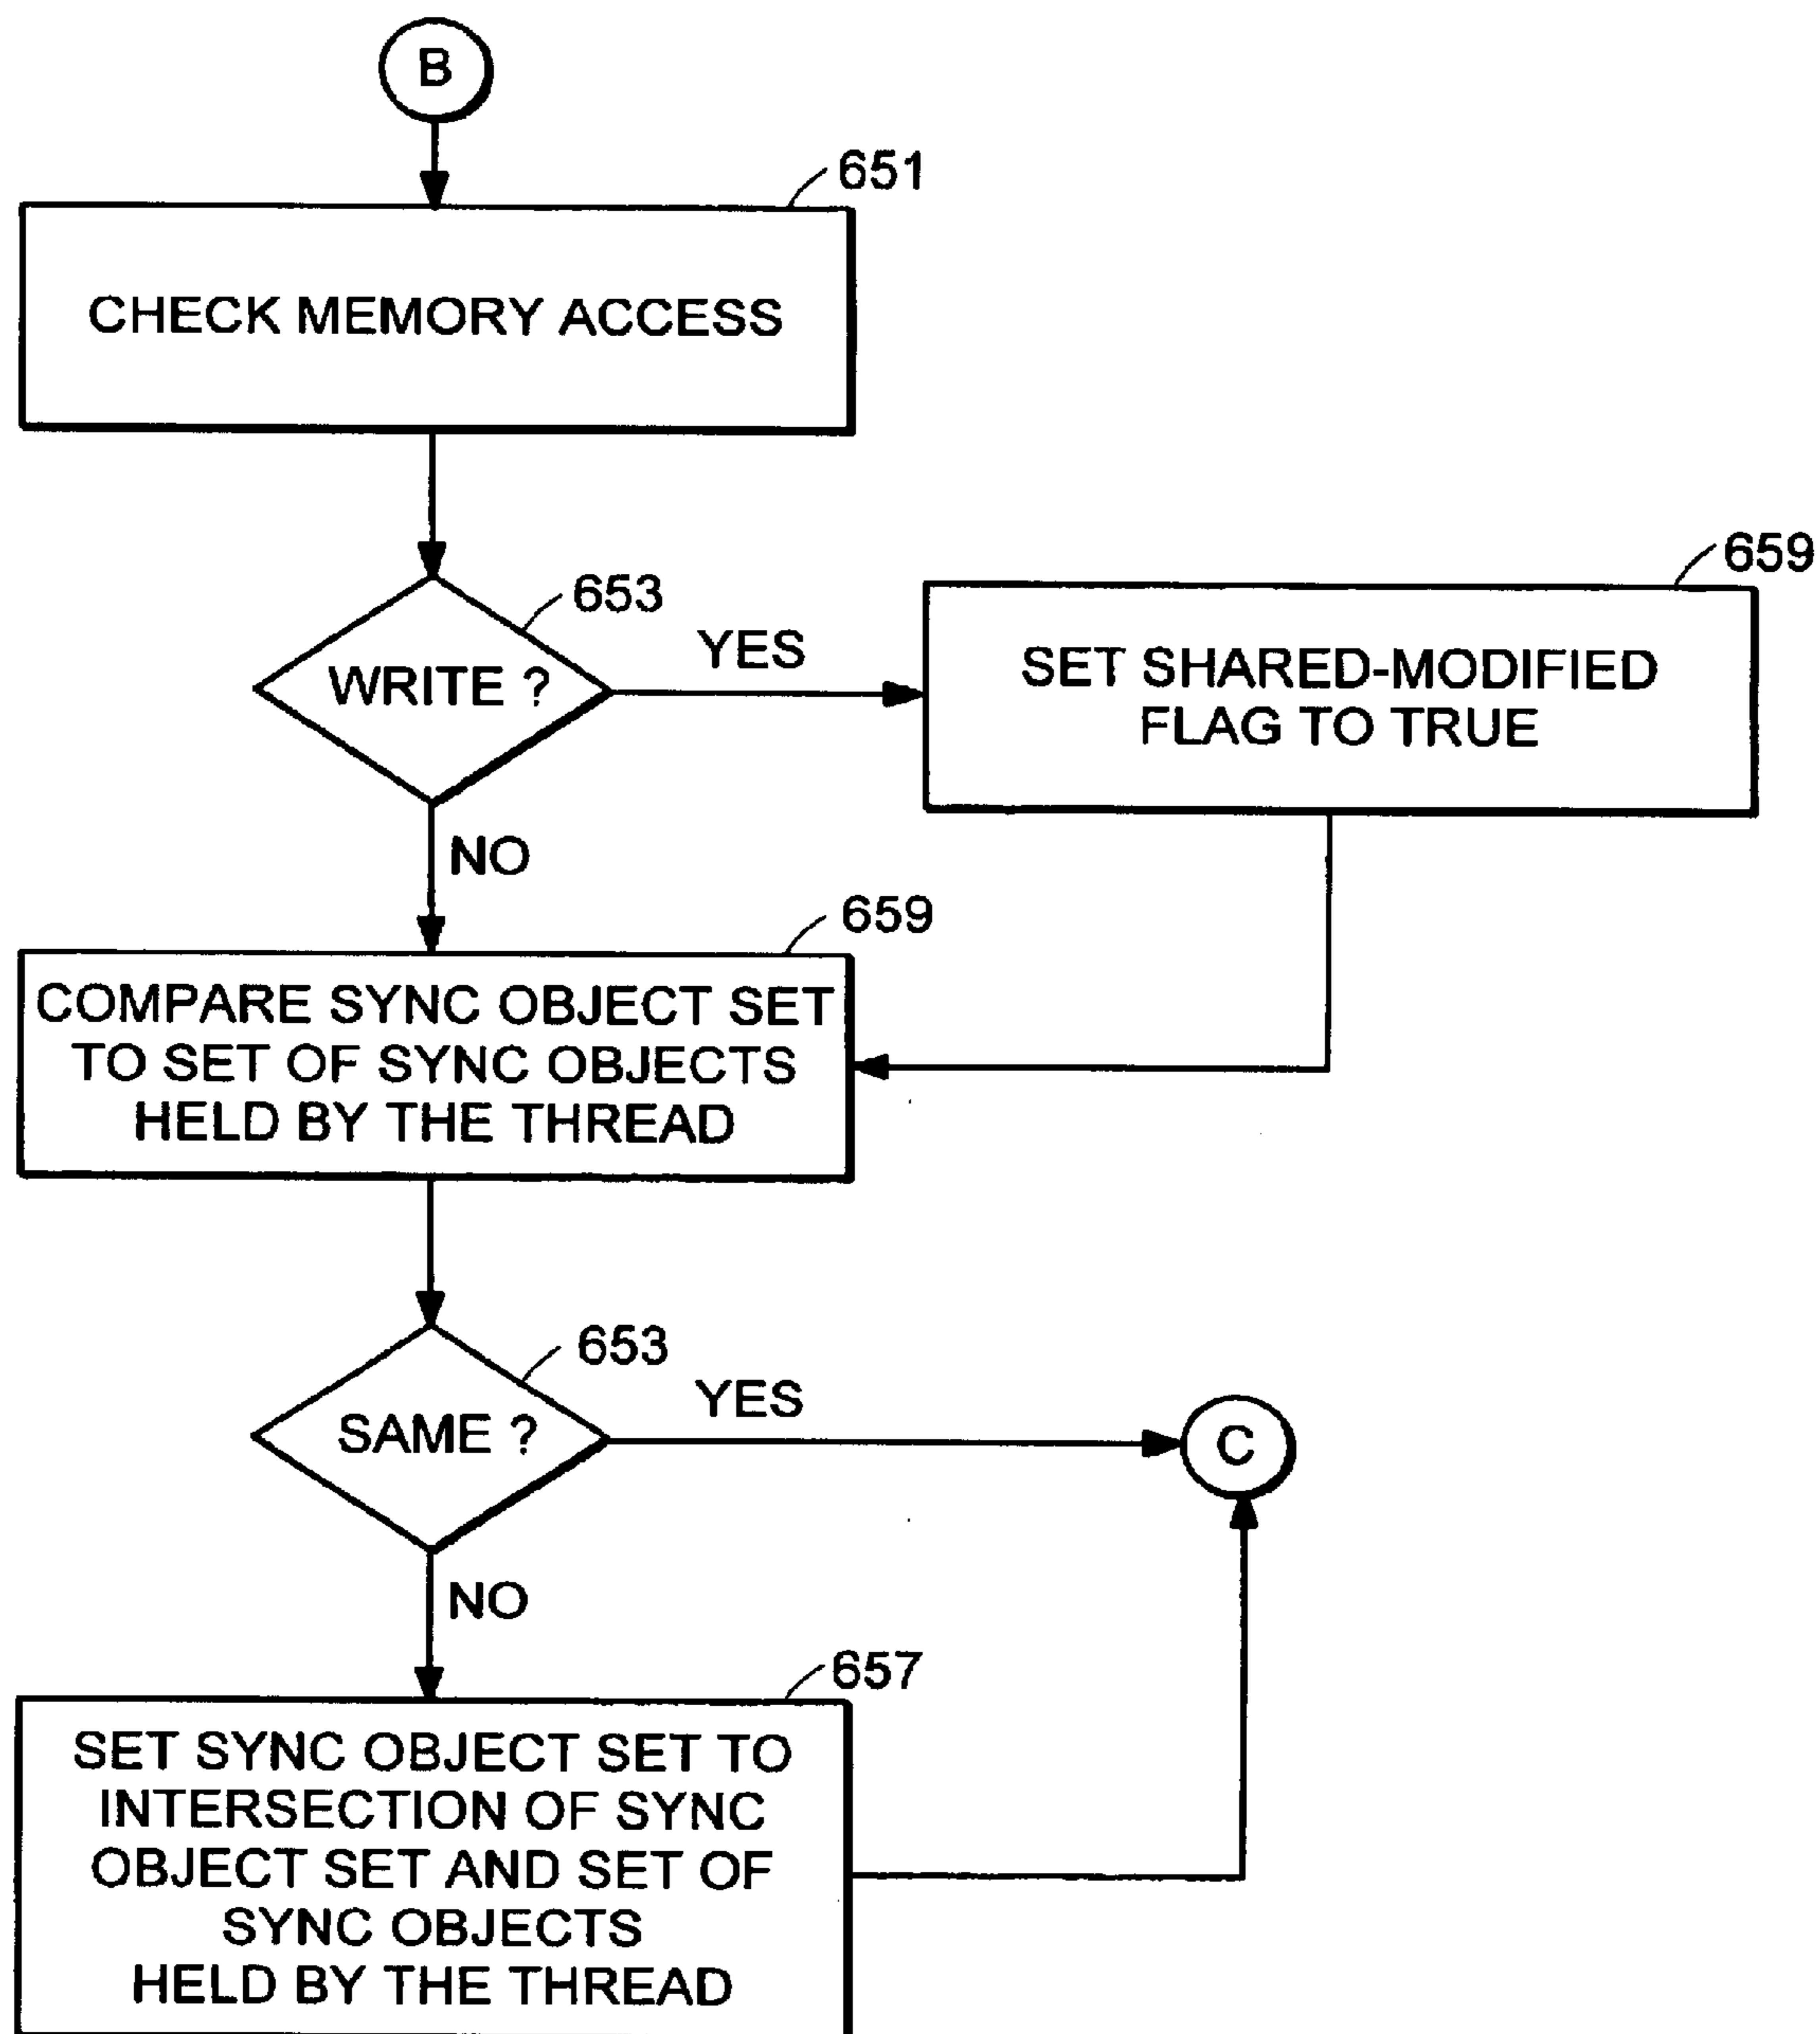 B
651
CHECK MEMORY ACCESS
653
WRITE ?
YES
659
SET SHARED-MODIFIED
FLAG TO TRUE
NO
659
COMPARE SYNC OBJECT SET
TO SET OF SYNC OBJECTS
HELD BY THE THREAD
653
SAME ?
YES
C
NO
657
SET SYNC OBJECT SET TO
INTERSECTION OF SYNC
OBJECT SET AND SET OF
SYNC OBJECTS
HELD BY THE THREAD